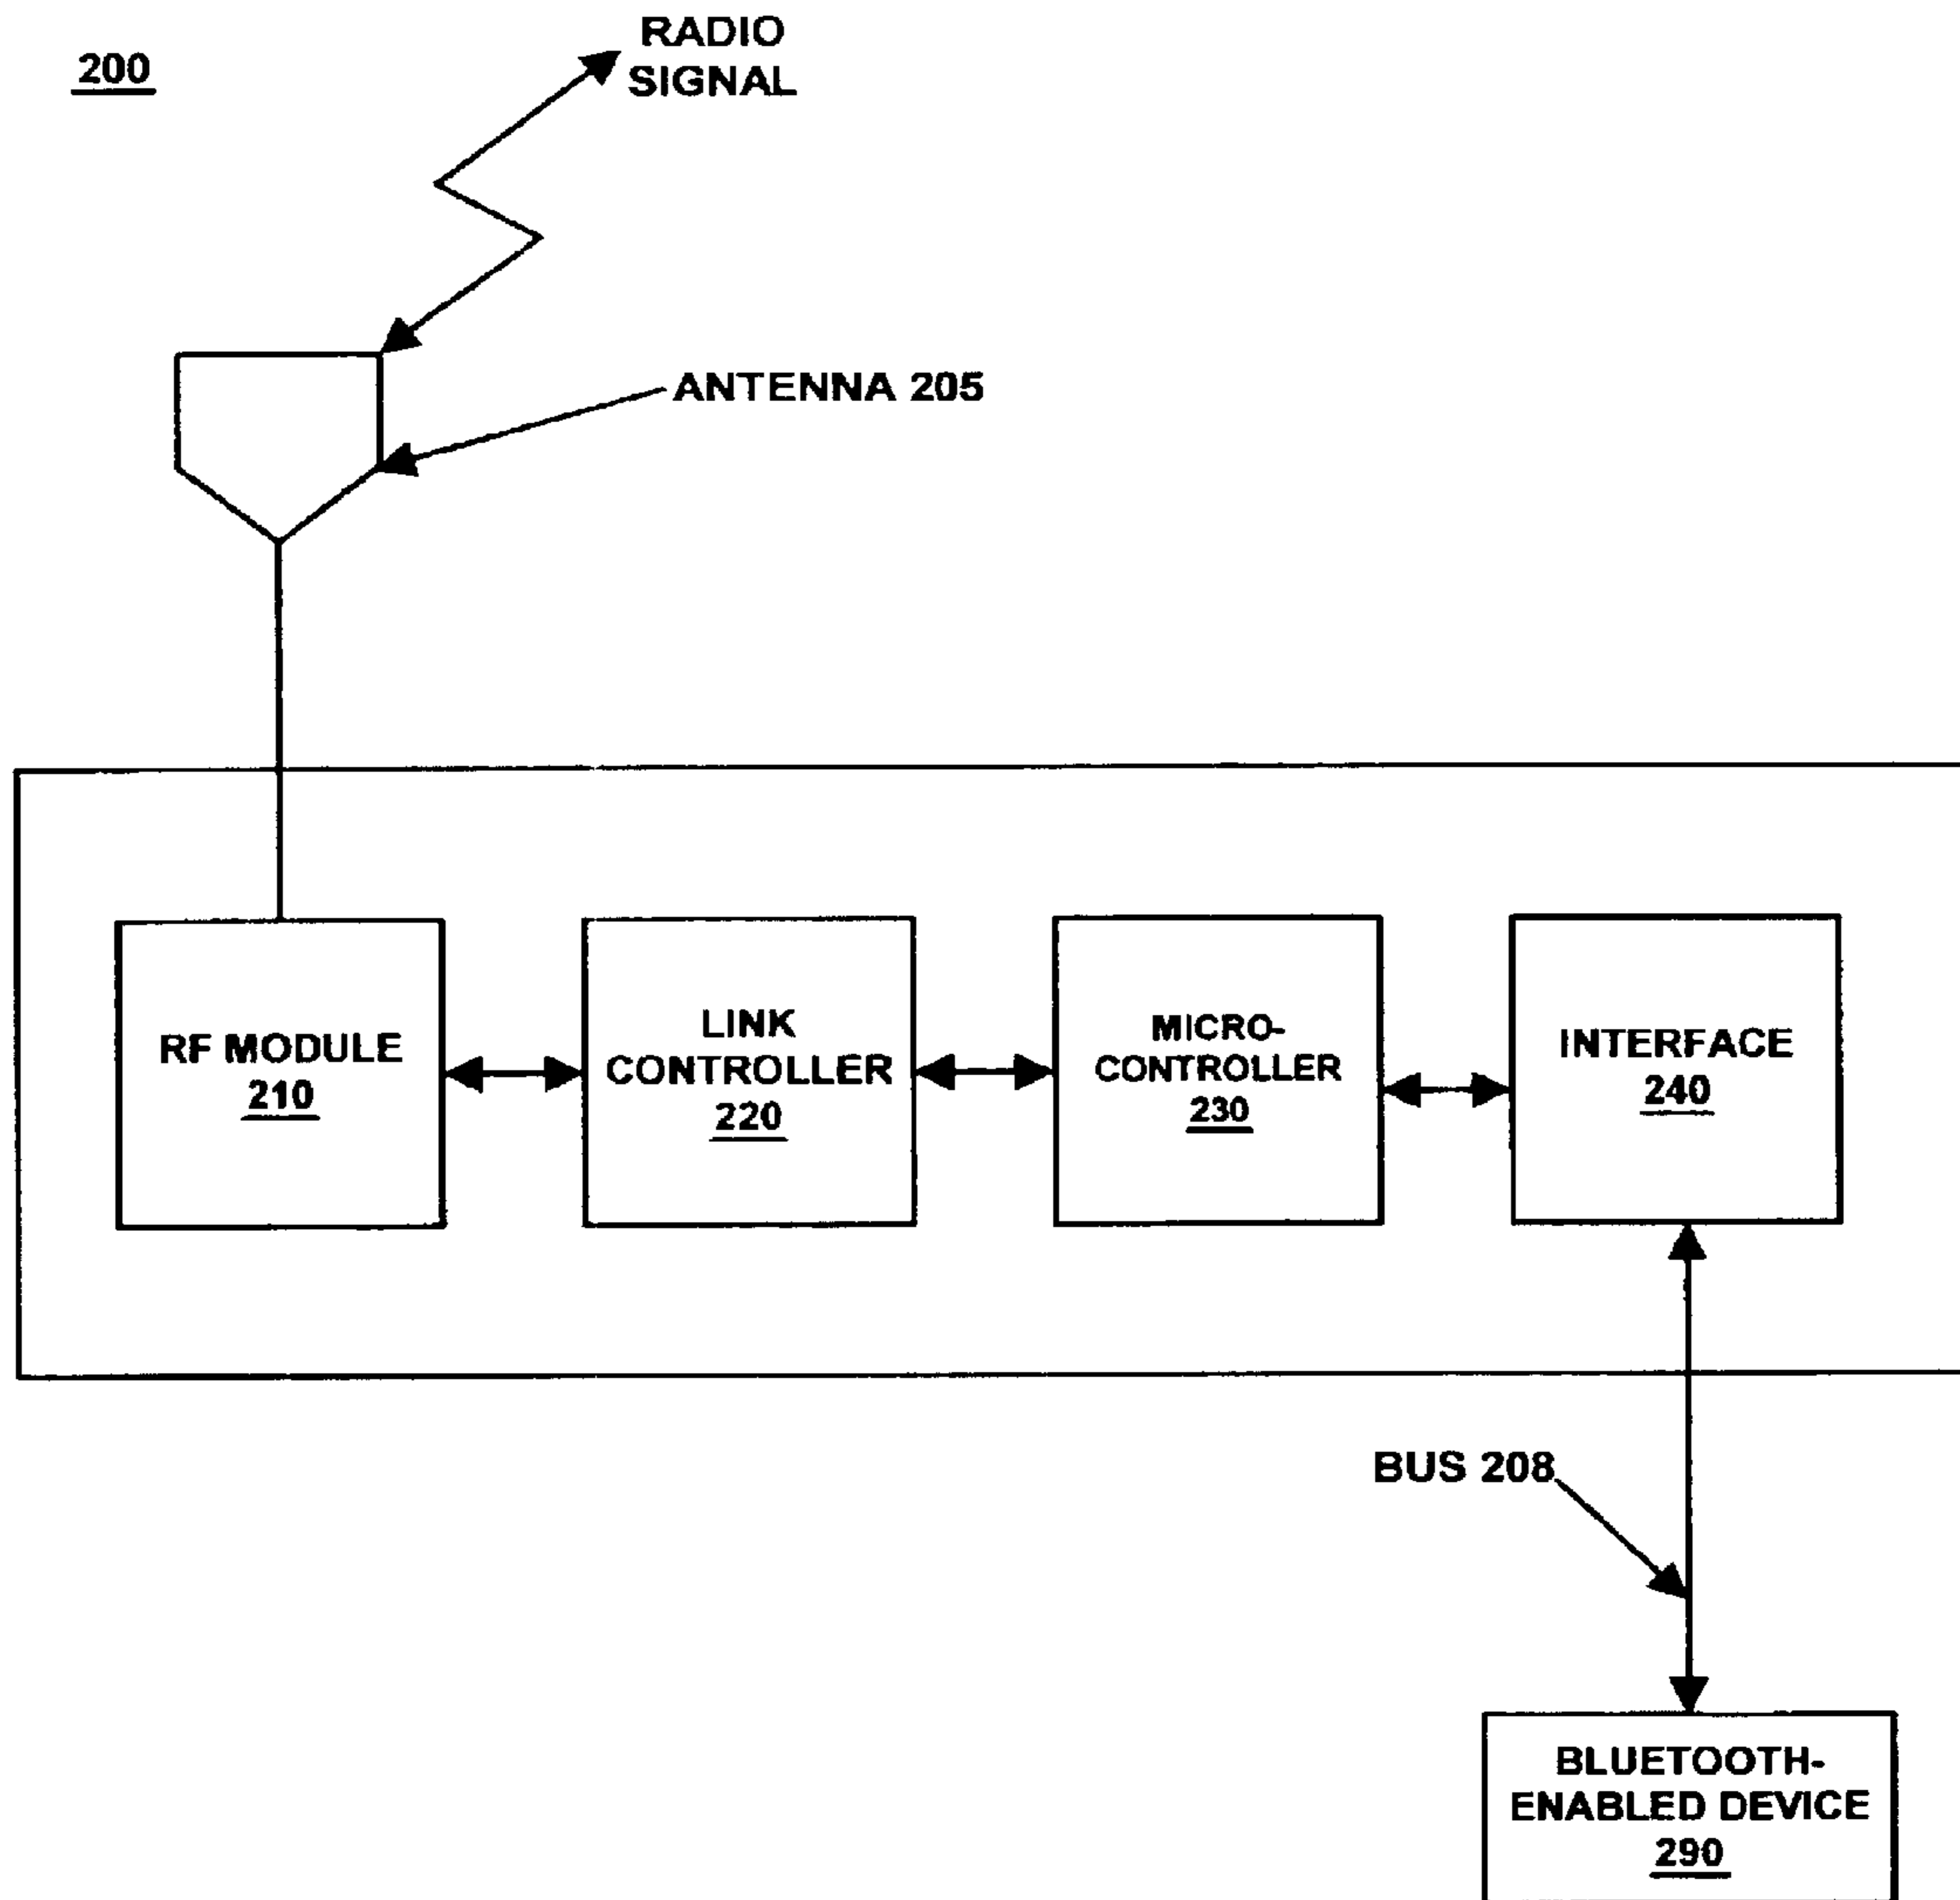 200
RADIO
SIGNAL
ANTENNA 205
RF MODULE
210
LINK
CONTROLLER
220
MICRO-
CONTROLLER
230
INTERFACE
240
BUS 208
BLUETOOTH-
ENABLED DEVICE
290